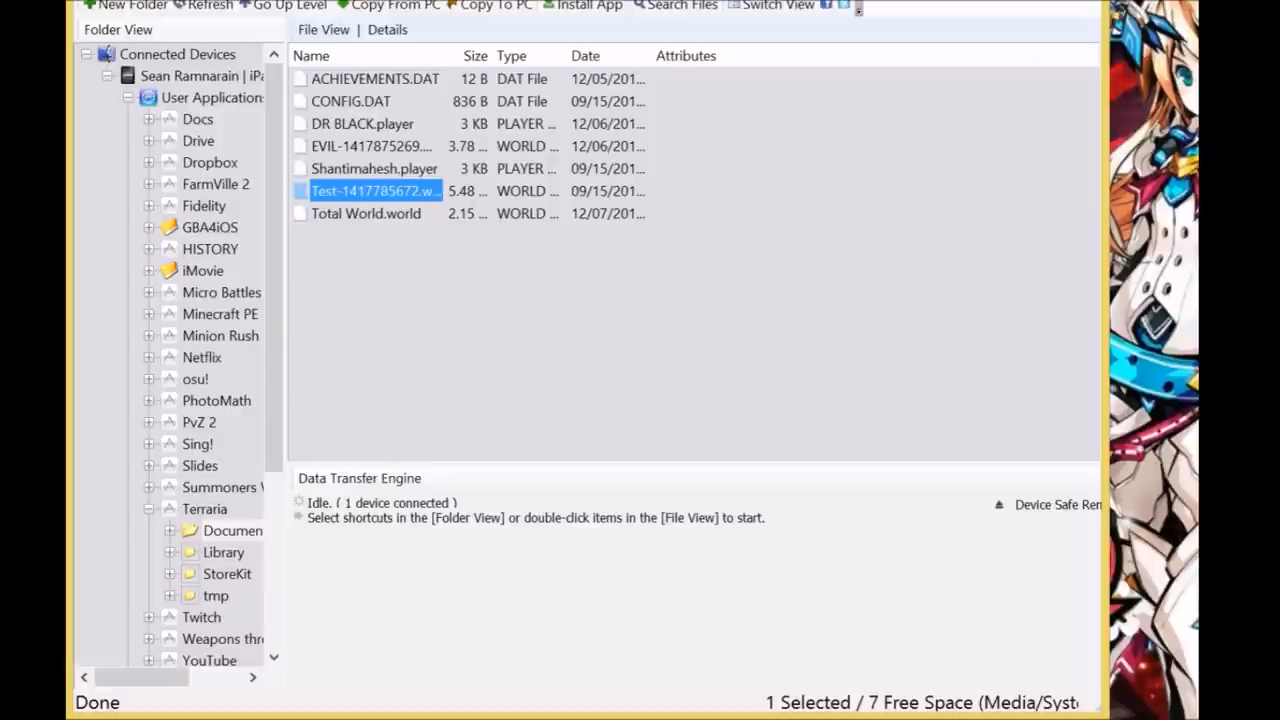 New Folder Refresh Go Up Level Copy From PC Copy To PC Install App Search Files Switch View
Folder View
File View | Details
Name Size Type Date Attributes
Connected Devices
Sean Ramnarain | iPa
User Application
Docs
Drive
Dropbox
FarmVille 2
Fidelity
GBA4iOS
HISTORY
iMovie
Micro Battles
Minecraft PE
Minion Rush
Netflix
osu!
PhotoMath
PvZ 2
Sing!
Slides
Summoners W
Terraria
Documen
Library
StoreKit
tmp
Twitch
Weapons thr
YouTube
ACHIEVEMENTS.DAT 12 B DAT File 12/05/201...
CONFIG.DAT 836 B DAT File 09/15/201...
DR BLACK.player 3 KB PLAYER ... 12/06/201...
EVIL-1417875269.... 3.78 ... WORLD ... 12/06/201...
Shantimahesh.player 3 KB PLAYER ... 09/15/201...
Test-1417785672.w... 5.48 ... WORLD ... 09/15/201...
Total World.world 2.15 ... WORLD ... 12/07/201...
Data Transfer Engine
Idle. ( 1 device connected )
Device Safe Rem
Select shortcuts in the [Folder View] or double-click items in the [File View] to start.
Done
1 Selected / 7 Free Space (Media/Syst